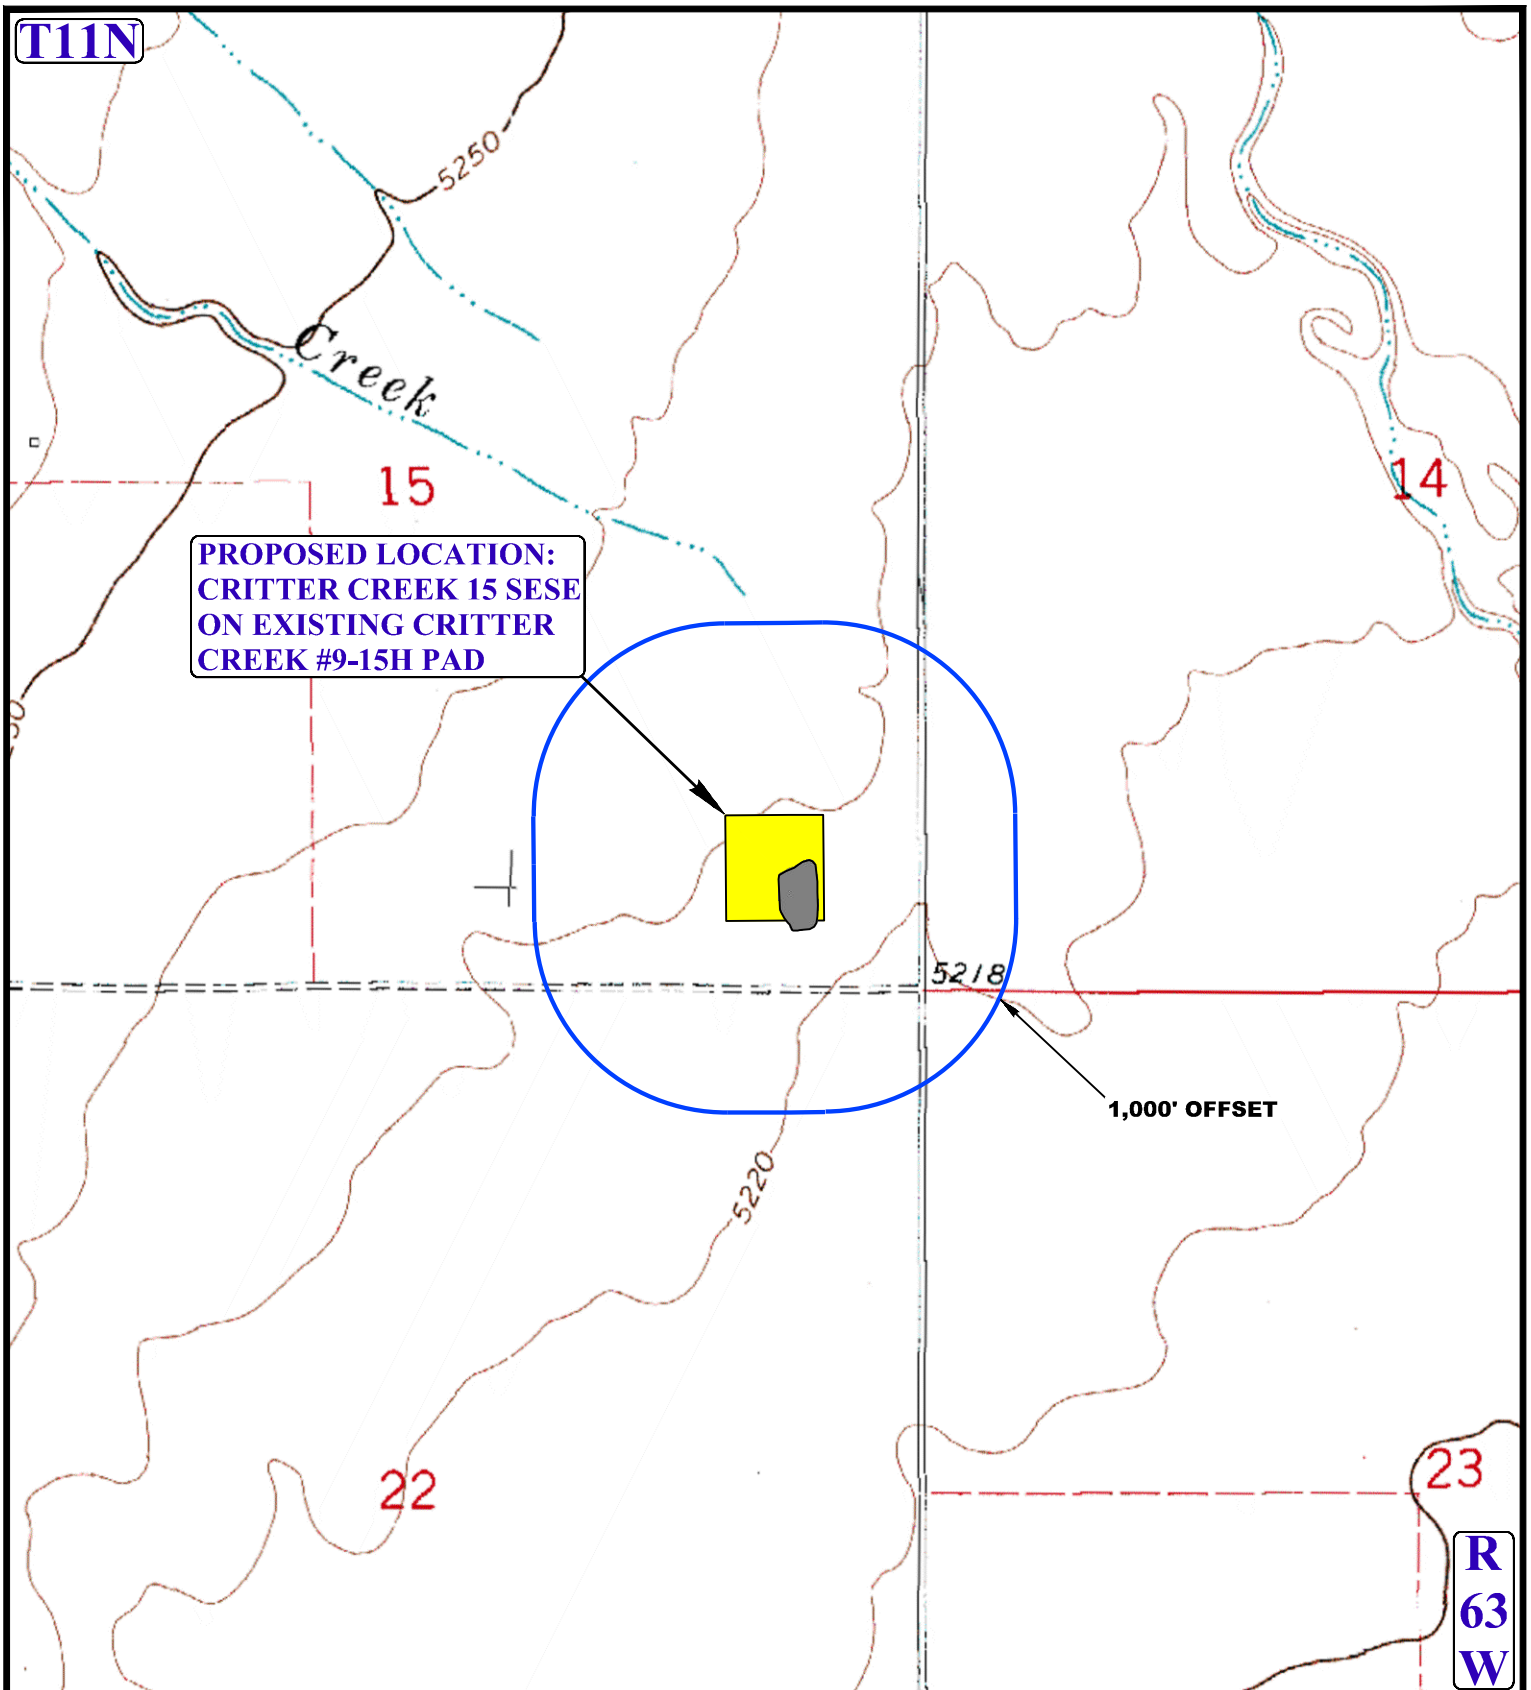 T11N
5250
Creek
15
14
PROPOSED LOCATION:
CRITTER CREEK 15 SESE
ON EXISTING CRITTER
CREEK #9-15H PAD
5218
1,000' OFFSET
5220
22
23
R
63
W